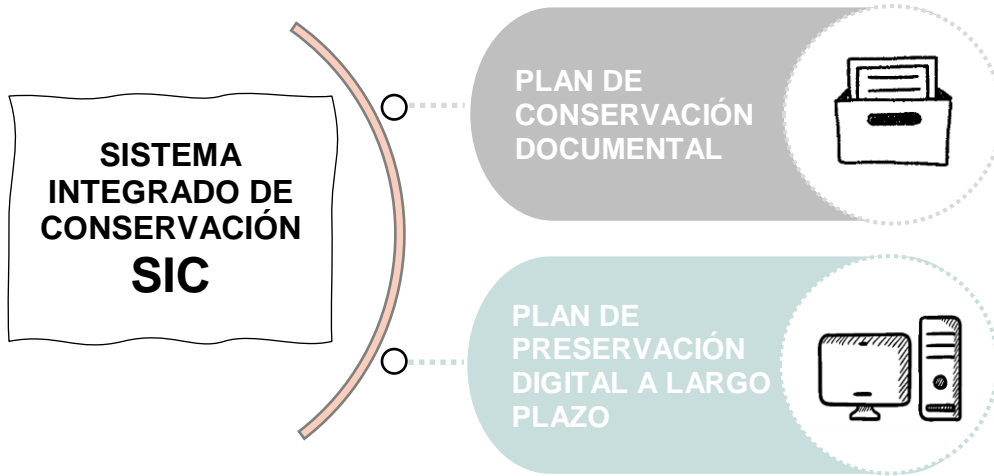 SISTEMA
INTEGRADO DE
CONSERVACIÓN
SIC
PLAN DE
CONSERVACIÓN
DOCUMENTAL
PLAN DE
PRESERVACIÓN
DIGITAL A LARGO
PLAZO